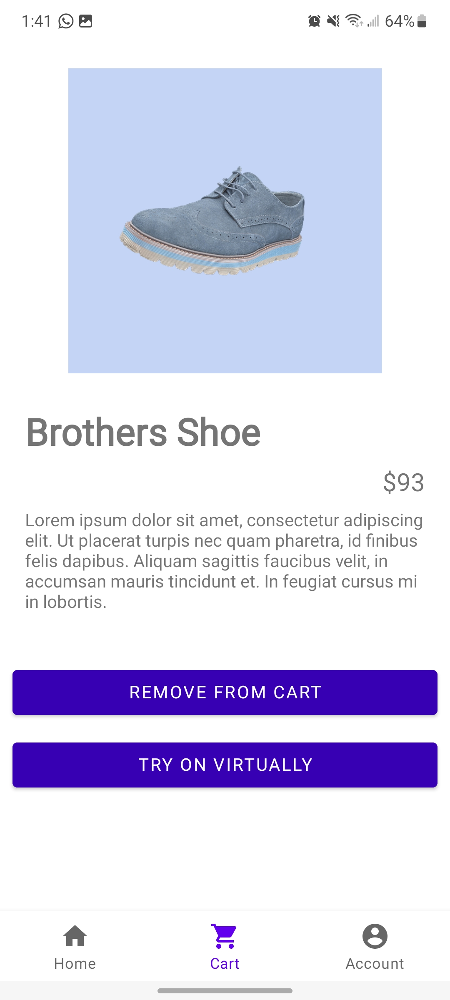 1:41
64%
Brothers Shoe
$93
Lorem ipsum dolor sit amet, consectetur adipiscing
elit. Ut placerat turpis nec quam pharetra, id finibus
felis dapibus. Aliquam sagittis faucibus velit, in
accumsan mauris tincidunt et. In feugiat cursus mi
in lobortis.
REMOVE FROM CART
TRY ON VIRTUALLY
Home
Cart
Account